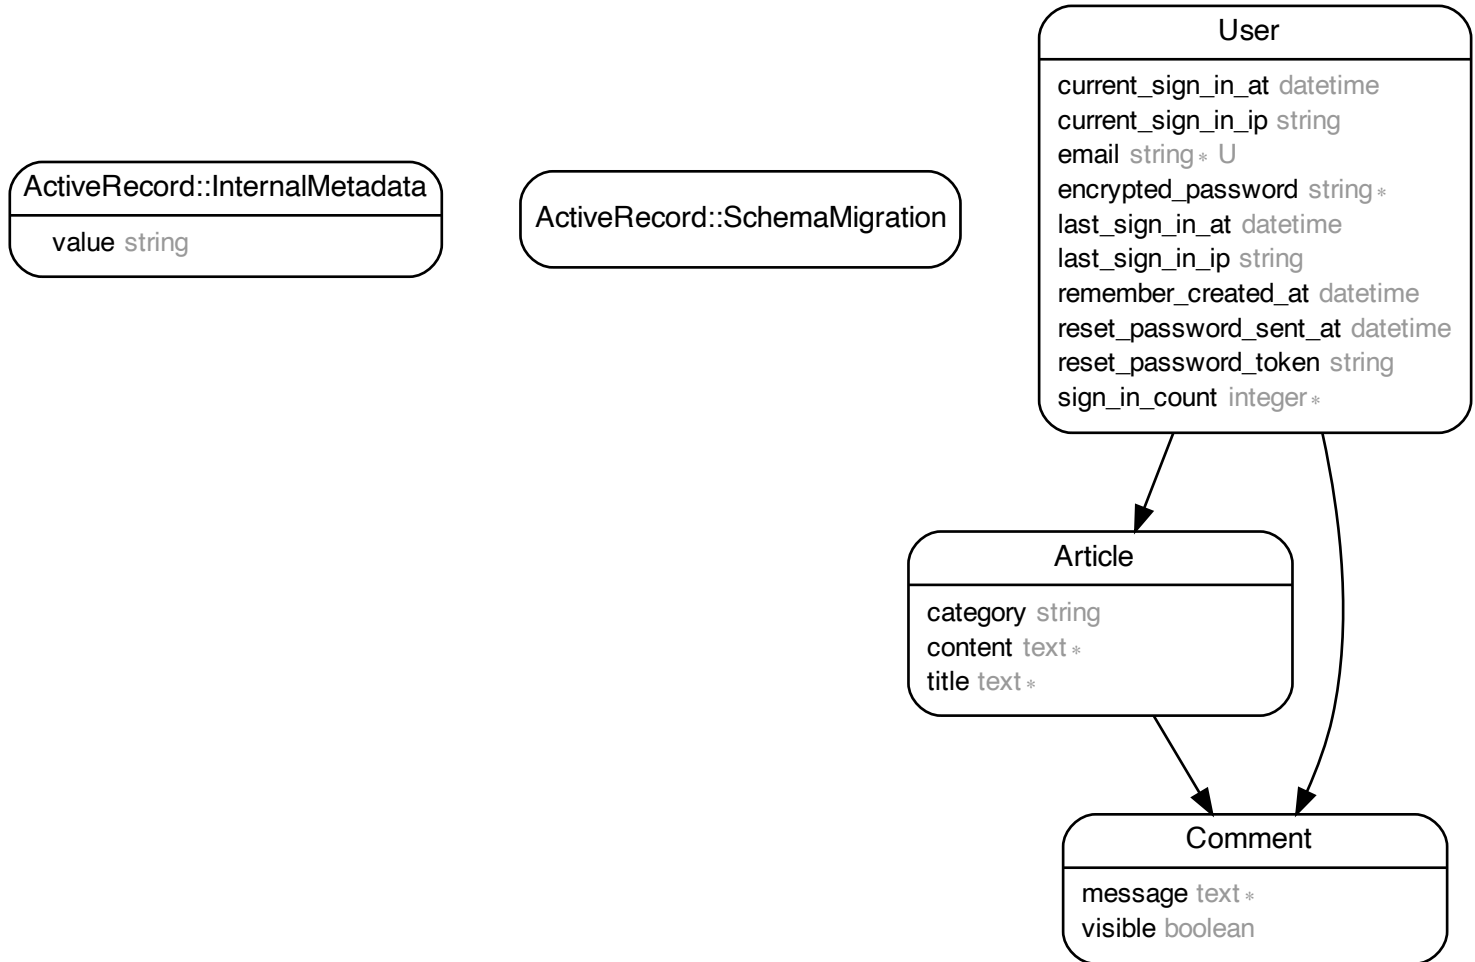 ActiveRecord::InternalMetadata
value string
ActiveRecord::SchemaMigration
User
current_sign_in_at datetime
current_sign_in_ip string
email string∗ U
encrypted_password string∗
last_sign_in_at datetime
last_sign_in_ip string
remember_created_at datetime
reset_password_sent_at datetime
reset_password_token string
sign_in_count integer∗
Article
category string
content text∗
title text∗
Comment
message text∗
visible boolean